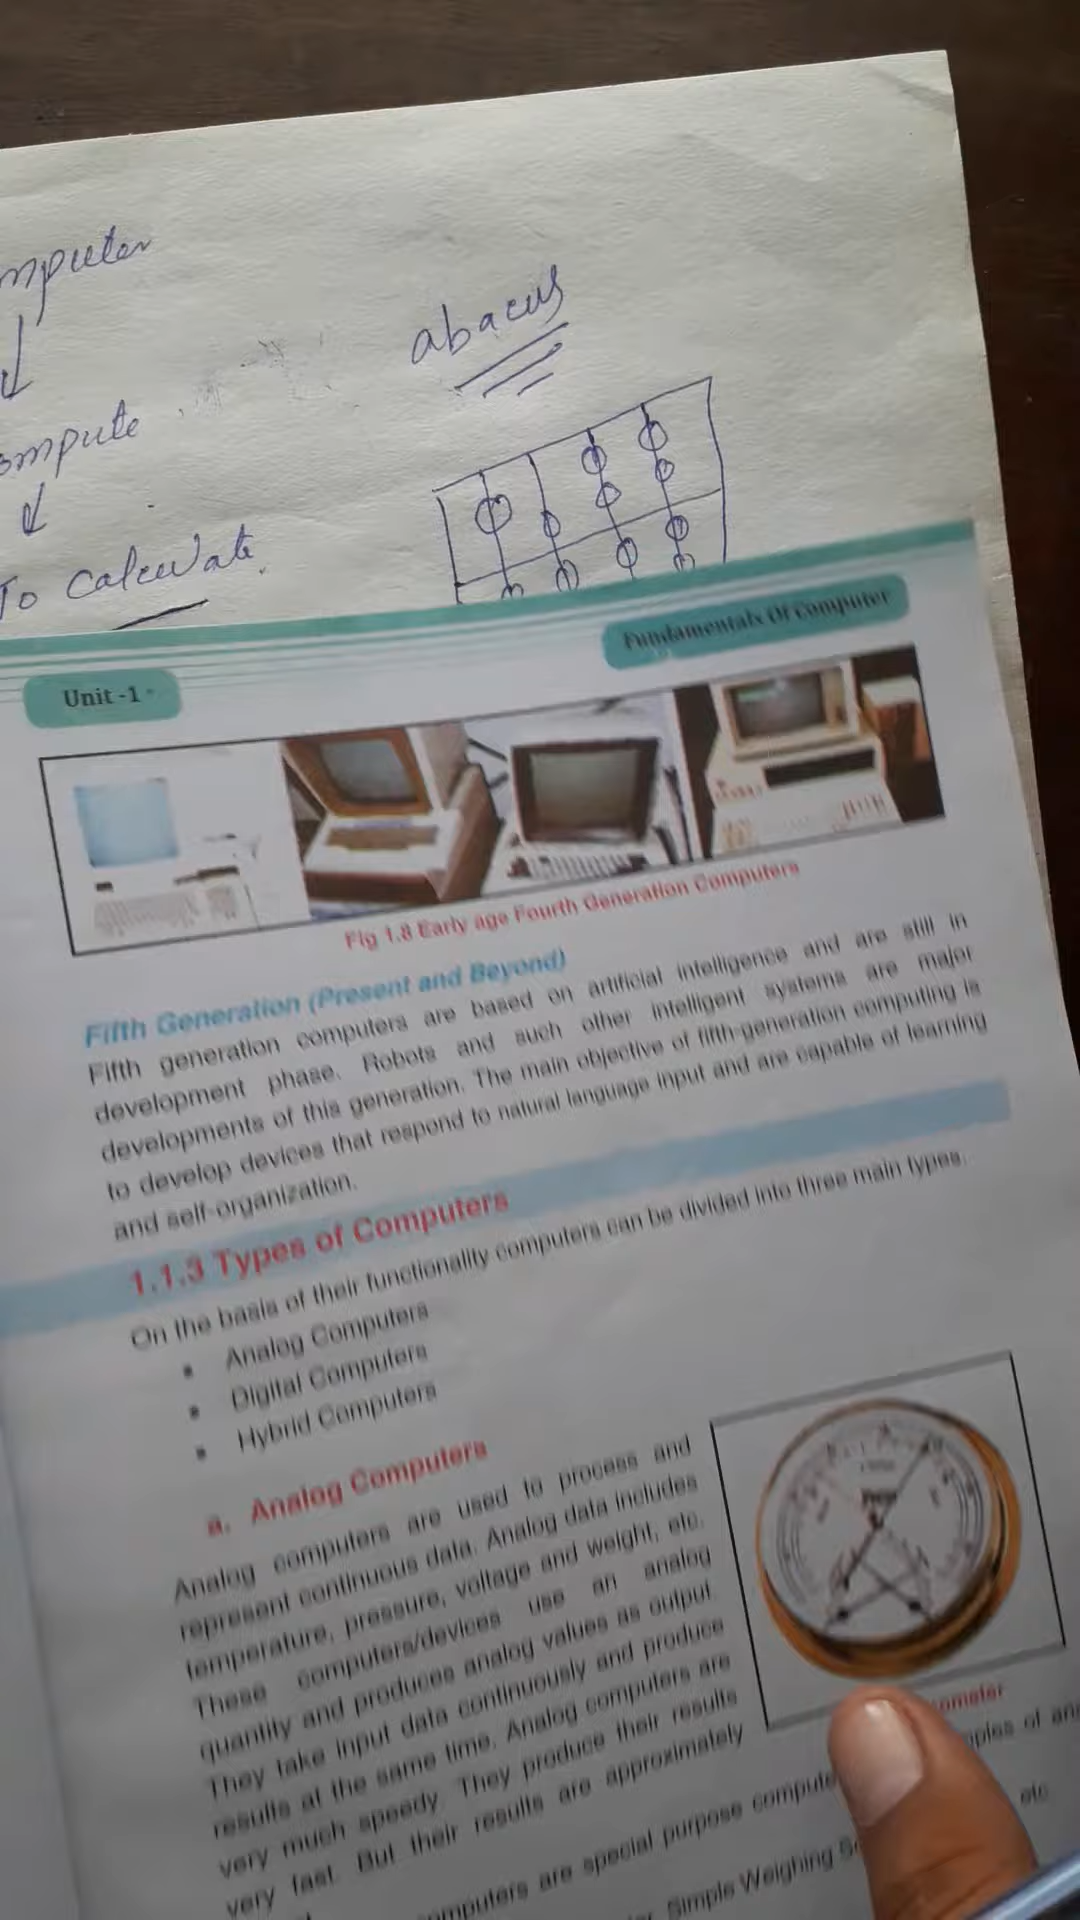 mputer
abacus
ompute
To calculate
Fundamentals Of Computer
Unit -1
Fig 1.8 Early age Fourth Generation Computers
Fifth Generation (Present and Beyond)
Fifth generation computers are based on artificial intelligence and are still in
development phase. Robots and such other intelligent systems are major
developments of this generation. The main objective of fifth-generation computing is
to develop devices that respond to natural language input and are capable of learning
and self-organization.
1.1.3 Types of Computers
On the basis of their functionality computers can be divided into three main types.
• Analog Computers
• Digital Computers
• Hybrid Computers
a. Analog Computers
Analog computers are used to process and
represent continuous data. Analog data includes
temperature, pressure, voltage and weight, etc.
These computers/devices use an analog
quantity and produces analog values as output.
They take input data continuously and produce
results at the same time. Analog computers are
very much speedy. They produce their results
very fast. But their results are approximately
ometer
mples of ana
omputers are special purpose compute
etc
Simple Weighing S